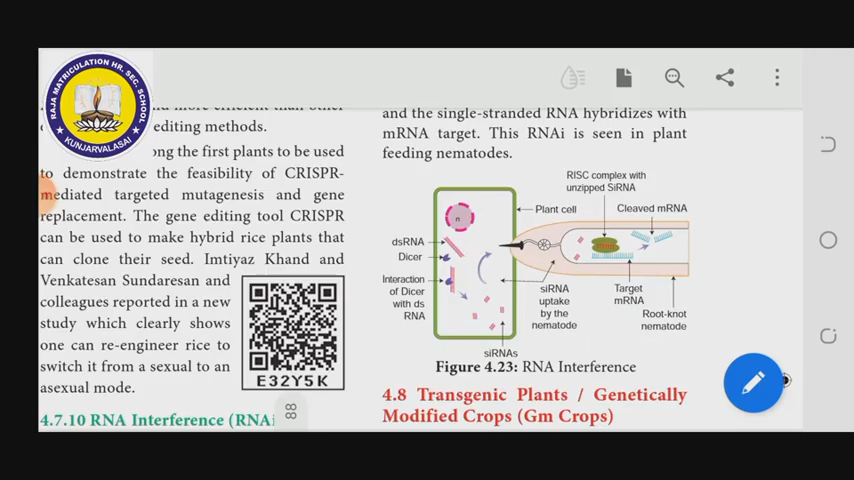 RAJA MATRICULATION HR. SEC. SCHOOL
KUNJARVALASAI
and more efficient than other
editing methods.
ong the first plants to be used
to demonstrate the feasibility of CRISPR-
mediated targeted mutagenesis and gene
replacement. The gene editing tool CRISPR
can be used to make hybrid rice plants that
can clone their seed. Imtiyaz Khand and
Venkatesan Sundaresan and
colleagues reported in a new
study which clearly shows
one can re-engineer rice to
switch it from a sexual to an
asexual mode.
E32Y5K
4.7.10 RNA Interference (RNAi
88
and the single-stranded RNA hybridizes with
mRNA target. This RNAi is seen in plant
feeding nematodes.
RISC complex with
unzipped SiRNA
Plant cell
Cleaved mRNA
n
dsRNA
Dicer
Interaction
of Dicer
with ds
RNA
siRNA
uptake
by the
nematode
Target
mRNA
Root-knot
nematode
siRNAs
Figure 4.23: RNA Interference
4.8 Transgenic Plants / Genetically
Modified Crops (Gm Crops)